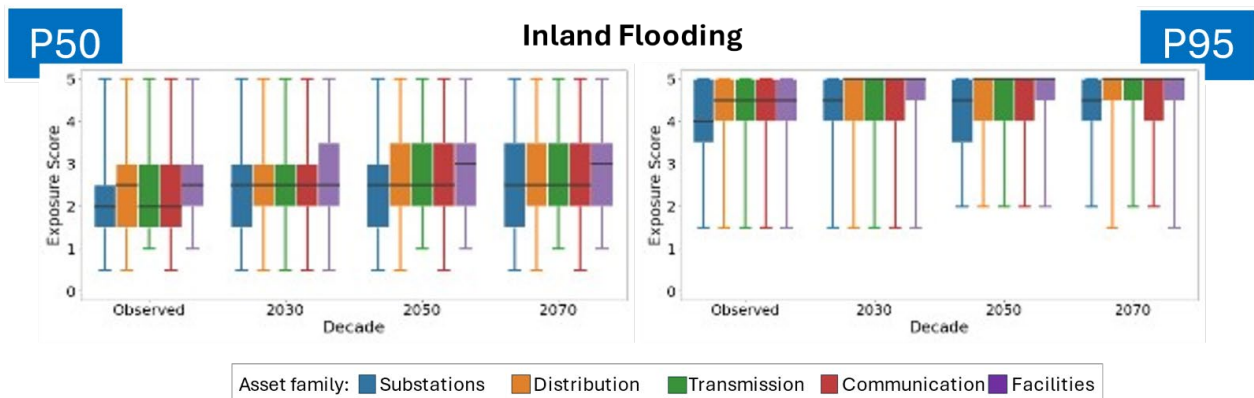 P50
Inland Flooding
P95
5
4
3
2
1
0
Exposure Score
Observed 2030 2050 2070
Decade
5
4
3
2
1
0
Exposure Score
Observed 2030 2050 2070
Decade
Asset family: Substations Distribution Transmission Communication Facilities